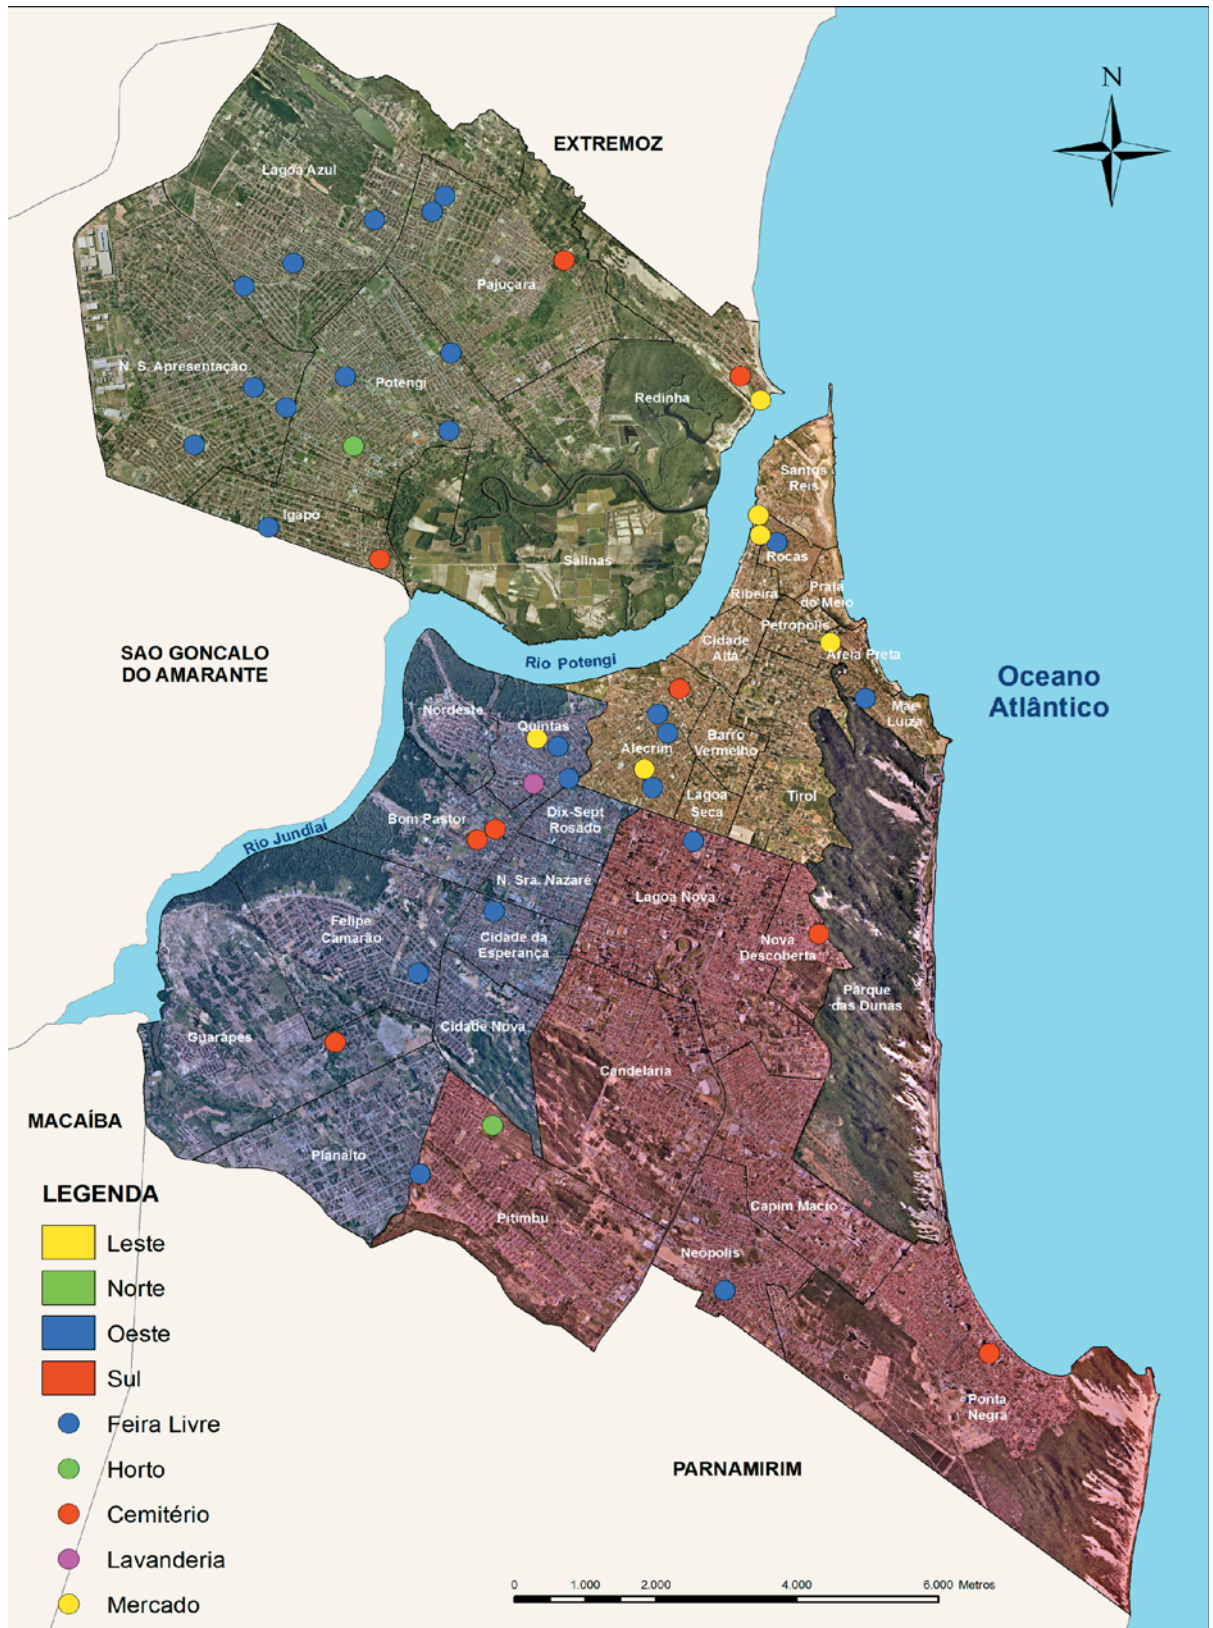 N
EXTREMOZ
Lagoa Azul
Pajuçara
N. S. Apresentação
Potengi
Redinha
Santos
Reis
Igapo
Salinas
Rocas
Ribeira
Praia
do Meio
Petropolis
Cidade
Alta
Areia Preta
SAO GONCALO
DO AMARANTE
Rio Potengi
Oceano
Atlântico
Nordeste
Quintas
Mae
Luiza
Alecrim
Barro
Vermelho
Tirol
Lagoa
Seca
Bom Pastor
Dix-Sept
Rosado
Rio Jundiaí
N. Sra. Nazaré
Lagoa Nova
Felipe
Camarão
Cidade da
Esperança
Nova
Descoberta
Parque
das Dunas
Guarapes
Cidade Nova
Candelária
MACAÍBA
Planalto
Pitimbu
Capim Macio
Neópolis
Ponta
Negra
PARNAMIRIM
LEGENDA
Leste
Norte
Oeste
Sul
Feira Livre
Horto
Cemitério
Lavanderia
Mercado
0 1.000 2.000 4.000 6.000 Metros